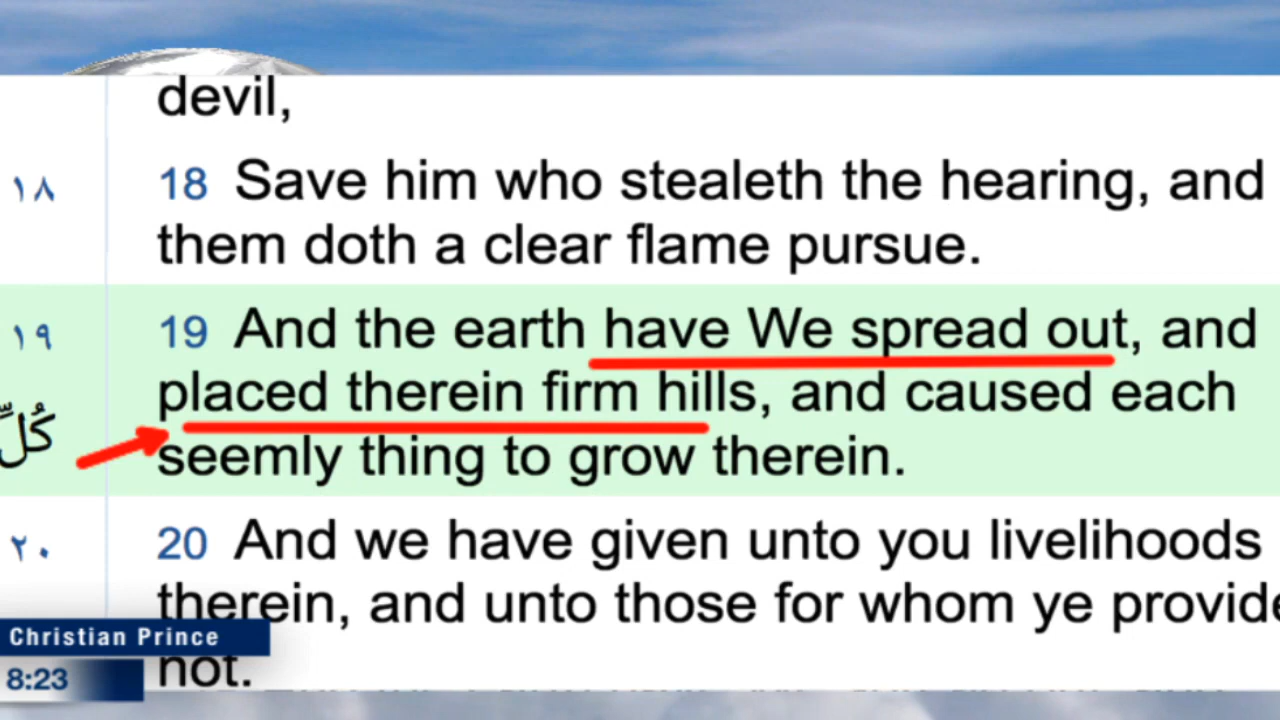 devil,
١٨ 18 Save him who stealeth the hearing, and
them doth a clear flame pursue.
١٩ 19 And the earth have We spread out, and
placed therein firm hills, and caused each
كُلِّ seemly thing to grow therein.
٢٠ 20 And we have given unto you livelihoods
therein, and unto those for whom ye provide
not.
Christian Prince
8:23